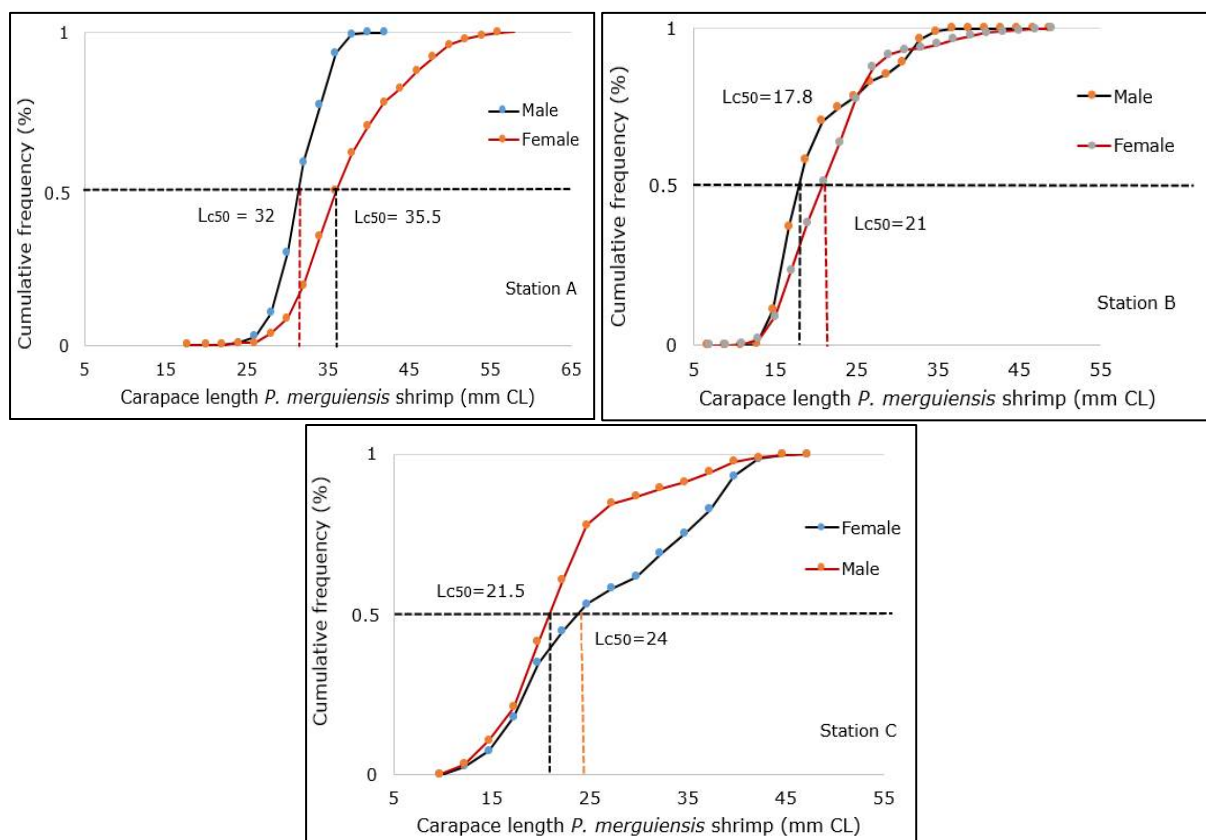 Cumulative frequency (%)
1
0.5
0
Male
Female
Lc50 = 32
Lc50= 35.5
Station A
5 15 25 35 45 55 65
Carapace length P. merguiensis shrimp (mm CL)
Cumulative frequency (%)
1
0.5
0
Lc50=17.8
Male
Female
Lc50=21
Station B
5 15 25 35 45 55
Carapace length P. merguiensis shrimp (mm CL)
Cumulative frequency (%)
1
0.5
0
Female
Male
Lc50=21.5
Lc50=24
Station C
5 15 25 35 45 55
Carapace length P. merguiensis shrimp (mm CL)